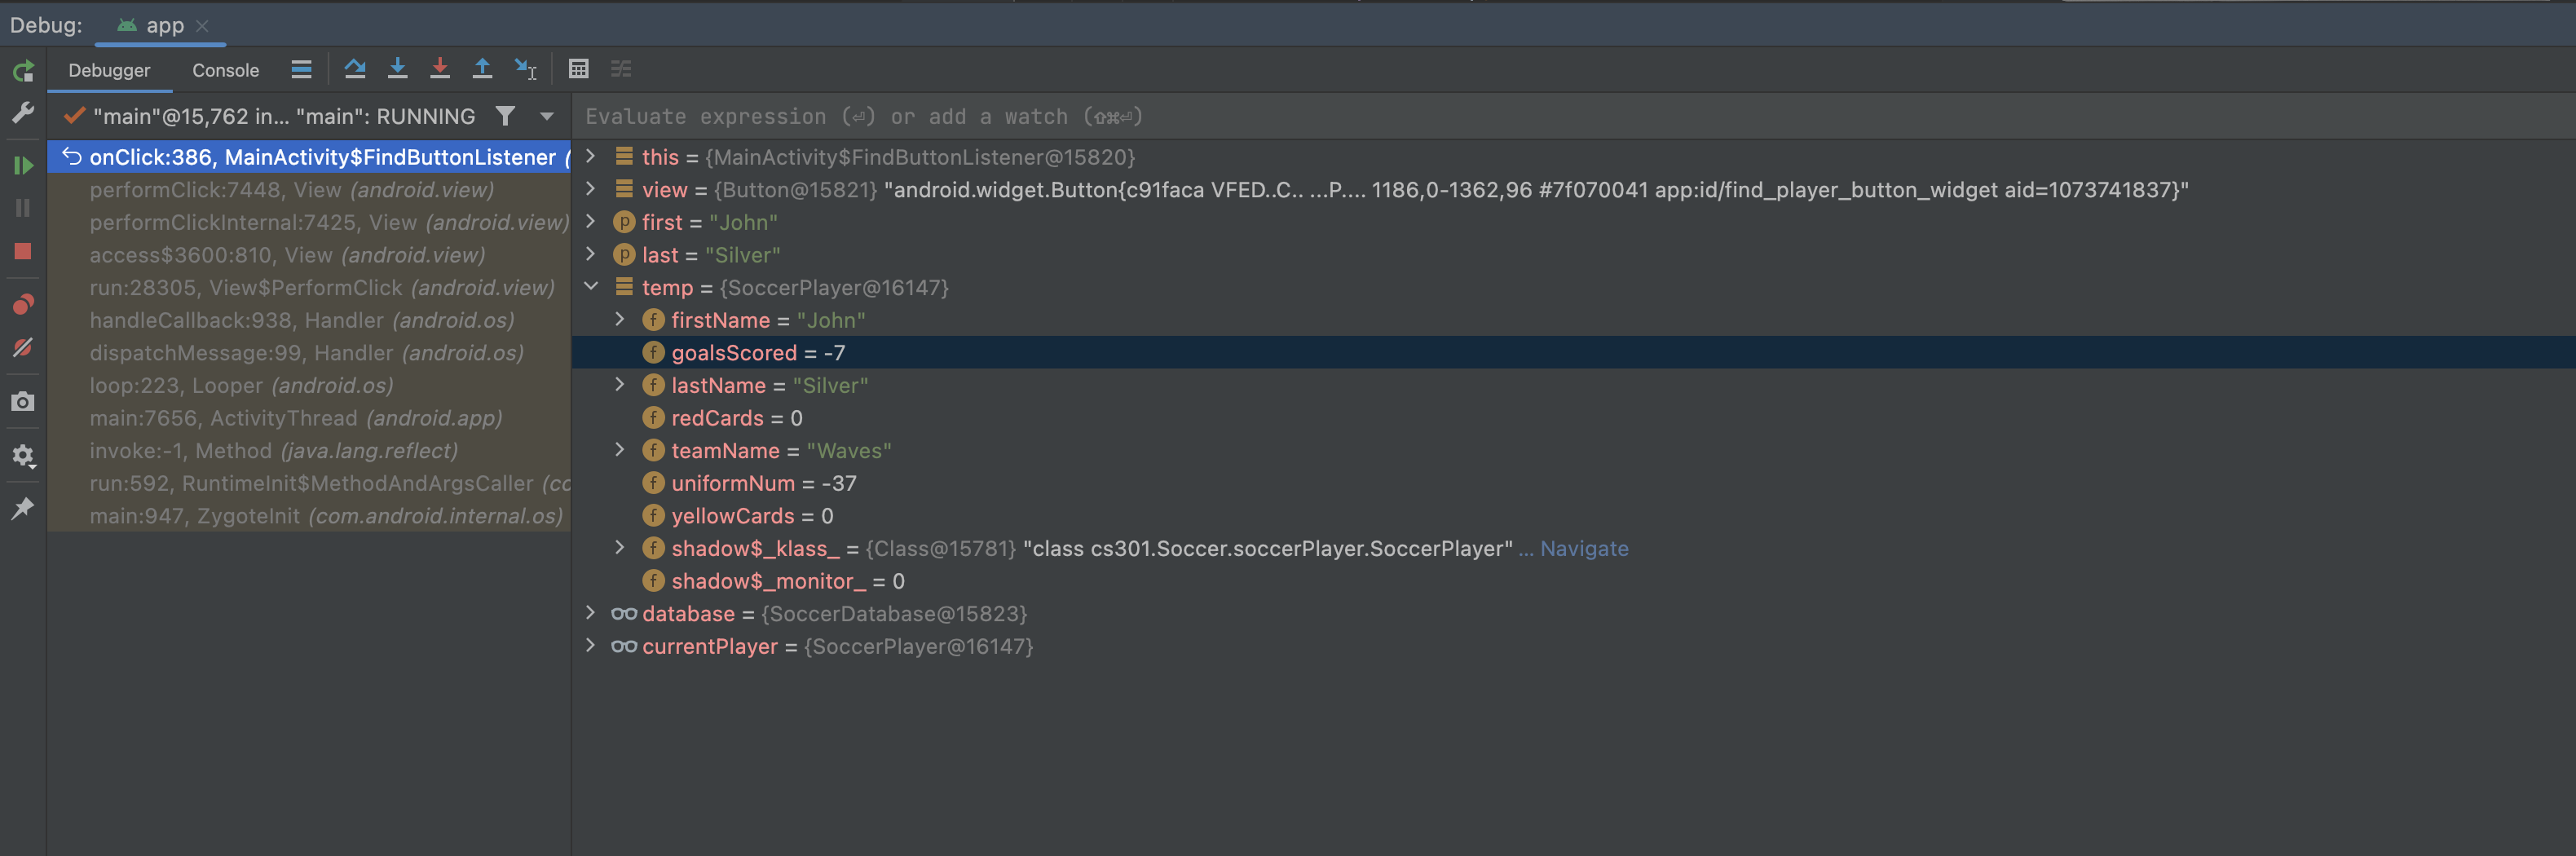 Debug: app
Debugger Console
"main"@15,762 in... "main": RUNNING
Evaluate expression (⏎) or add a watch (⇧⌘⏎)
onClick:386, MainActivity$FindButtonListener (
performClick:7448, View (android.view)
performClickInternal:7425, View (android.view)
access$3600:810, View (android.view)
run:28305, View$PerformClick (android.view)
handleCallback:938, Handler (android.os)
dispatchMessage:99, Handler (android.os)
loop:223, Looper (android.os)
main:7656, ActivityThread (android.app)
invoke:-1, Method (java.lang.reflect)
run:592, RuntimeInit$MethodAndArgsCaller (co
main:947, ZygoteInit (com.android.internal.os)
this = {MainActivity$FindButtonListener@15820}
view = {Button@15821} "android.widget.Button{c91faca VFED..C.. ...P.... 1186,0-1362,96 #7f070041 app:id/find_player_button_widget aid=1073741837}"
p first = "John"
p last = "Silver"
temp = {SoccerPlayer@16147}
f firstName = "John"
f goalsScored = -7
f lastName = "Silver"
f redCards = 0
f teamName = "Waves"
f uniformNum = -37
f yellowCards = 0
f shadow$_klass_ = {Class@15781} "class cs301.Soccer.soccerPlayer.SoccerPlayer" ... Navigate
f shadow$_monitor_ = 0
database = {SoccerDatabase@15823}
currentPlayer = {SoccerPlayer@16147}